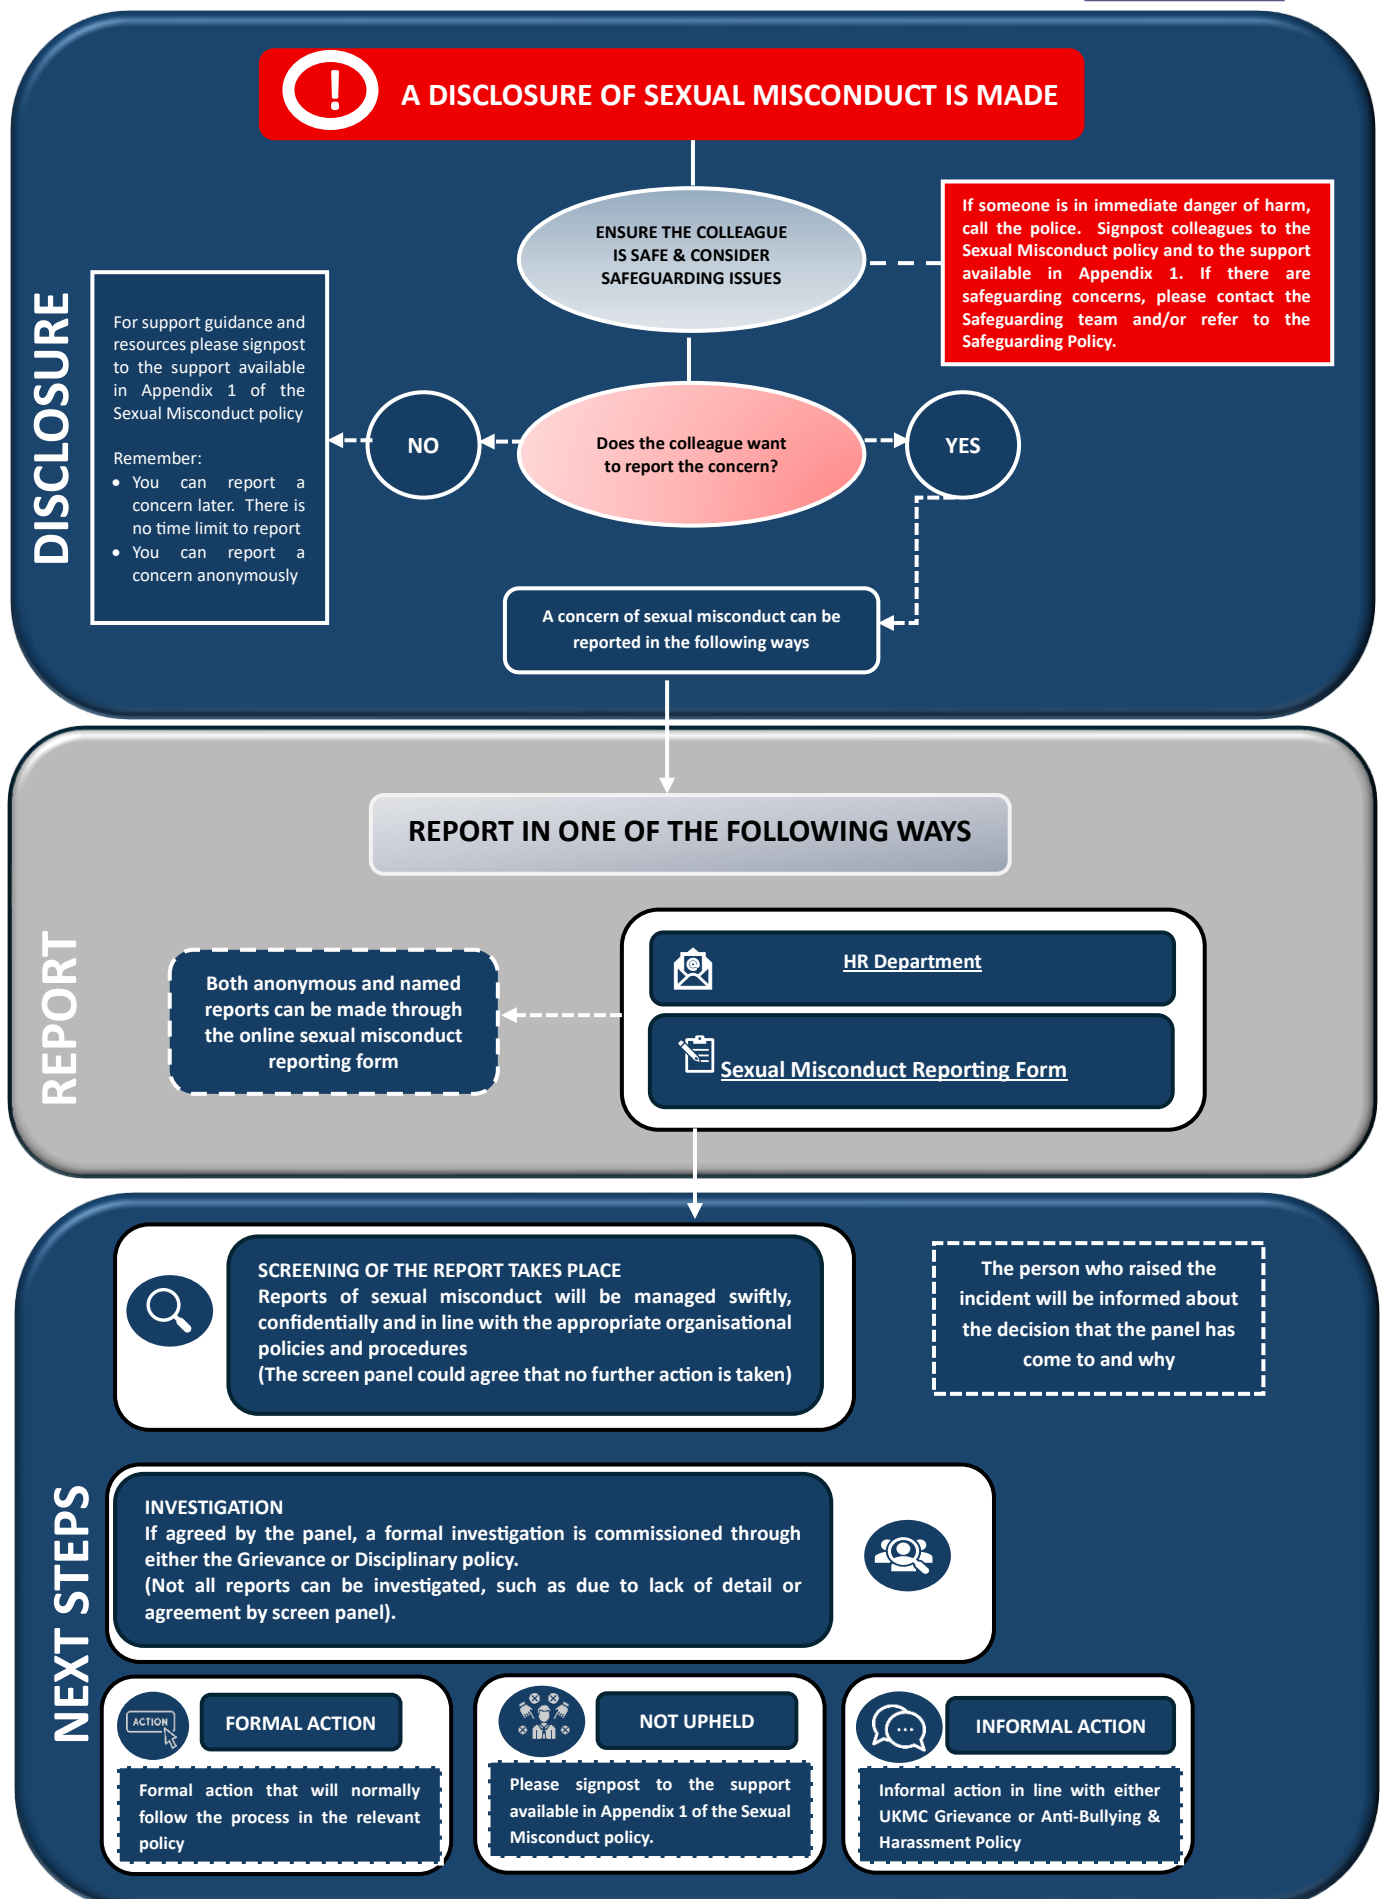 A DISCLOSURE OF SEXUAL MISCONDUCT IS MADE
ENSURE THE COLLEAGUE
IS SAFE & CONSIDER
SAFEGUARDING ISSUES
If someone is in immediate danger of harm,
call the police. Signpost colleagues to the
Sexual Misconduct policy and to the support
available in Appendix 1. If there are
safeguarding concerns, please contact the
Safeguarding team and/or refer to the
Safeguarding Policy.
DISCLOSURE
For support guidance and
resources please signpost
to the support available
in Appendix 1 of the
Sexual Misconduct policy
Remember:
• You can report a
concern later. There is
no time limit to report
• You can report a
concern anonymously
NO
Does the colleague want
to report the concern?
YES
A concern of sexual misconduct can be
reported in the following ways
REPORT
REPORT IN ONE OF THE FOLLOWING WAYS
Both anonymous and named
reports can be made through
the online sexual misconduct
reporting form
HR Department
Sexual Misconduct Reporting Form
NEXT STEPS
SCREENING OF THE REPORT TAKES PLACE
Reports of sexual misconduct will be managed swiftly,
confidentially and in line with the appropriate organisational
policies and procedures
(The screen panel could agree that no further action is taken)
The person who raised the
incident will be informed about
the decision that the panel has
come to and why
INVESTIGATION
If agreed by the panel, a formal investigation is commissioned through
either the Grievance or Disciplinary policy.
(Not all reports can be investigated, such as due to lack of detail or
agreement by screen panel).
ACTION
FORMAL ACTION
Formal action that will normally
follow the process in the relevant
policy
NOT UPHELD
Please signpost to the support
available in Appendix 1 of the Sexual
Misconduct policy.
INFORMAL ACTION
Informal action in line with either
UKMC Grievance or Anti-Bullying &
Harassment Policy